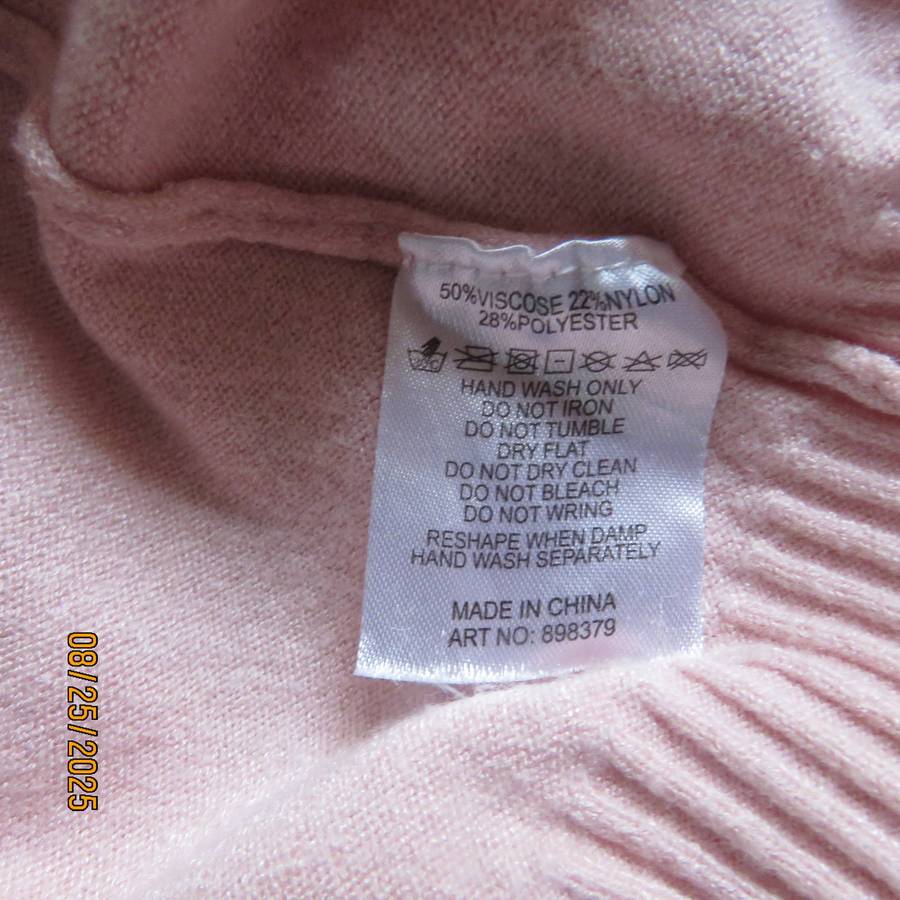 50%VISCOSE 22%NYLON
28%POLYESTER
HAND WASH ONLY
DO NOT IRON
DO NOT TUMBLE
DRY FLAT
DO NOT DRY CLEAN
DO NOT BLEACH
DO NOT WRING
RESHAPE WHEN DAMP
HAND WASH SEPARATELY
MADE IN CHINA
ART NO: 898379
08/25/2025